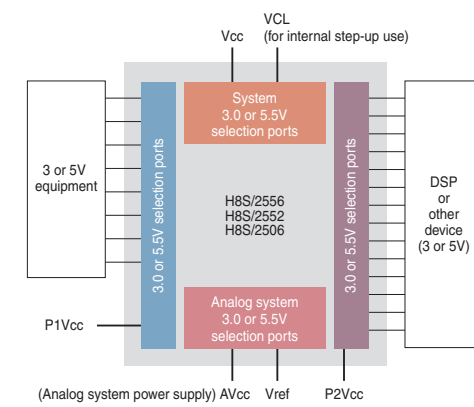 VCL
Vcc (for internal step-up use)
System
3.0 or 5.5V
selection ports
3 or 5V
equipment
3.0 or 5.5V selection ports
H8S/2556
H8S/2552
H8S/2506
3.0 or 5.5V selection ports
DSP
or
other
device
(3 or 5V)
Analog system
3.0 or 5.5V
selection ports
P1Vcc
(Analog system power supply) AVcc Vref P2Vcc